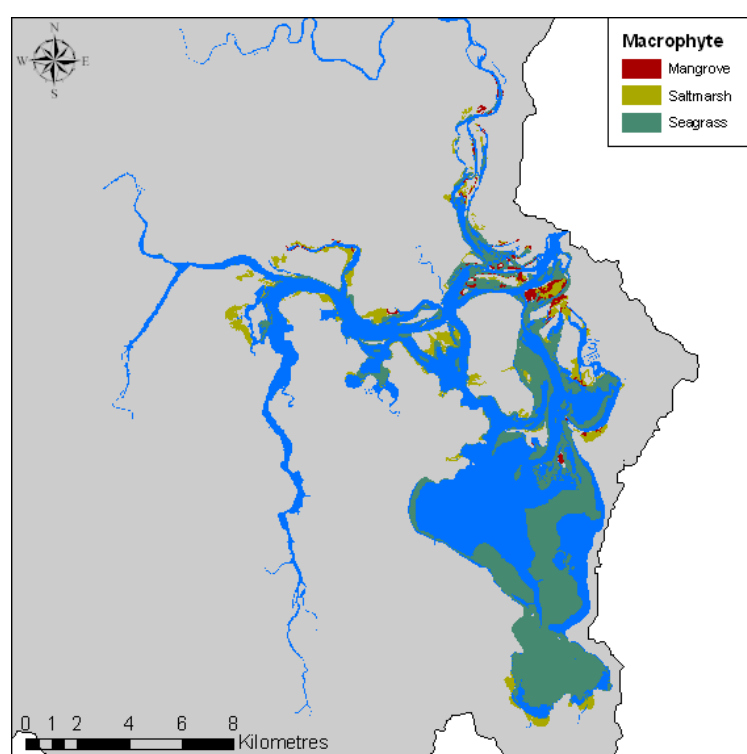 N
W E
S
Macrophyte
Mangrove
Saltmarsh
Seagrass
0 1 2 4 6 8
Kilometres